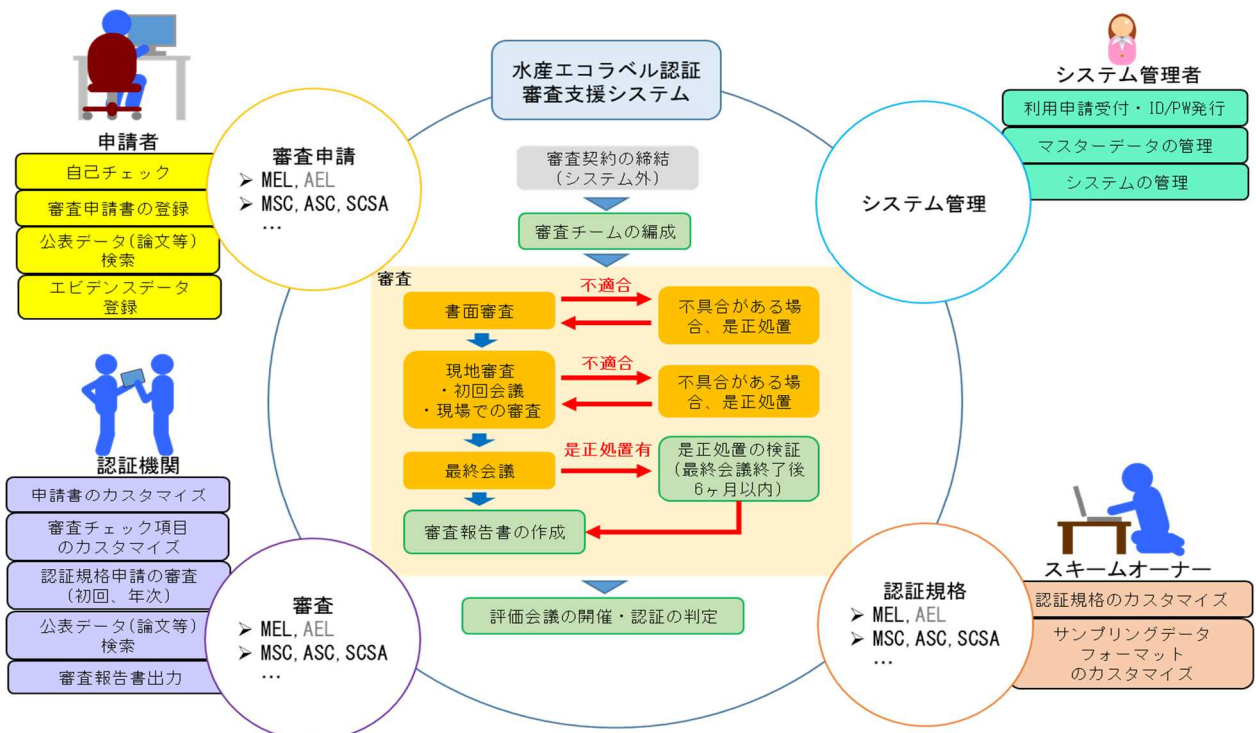 水産エコラベル認証
審査支援システム
申請者
自己チェック
審査申請書の登録
公表データ(論文等)
検索
エビデンスデータ
登録
審査申請
➢ MEL, AEL
➢ MSC, ASC, SCSA
…
システム管理者
利用申請受付・ID/PW発行
マスターデータの管理
システムの管理
システム管理
審査契約の締結
(システム外)
審査チームの編成
審査
書面審査
不適合
不具合がある場
合、是正処置
現地審査
・初回会議
・現場での審査
不適合
不具合がある場
合、是正処置
最終会議
是正処置有
是正処置の検証
(最終会議終了後
6ヶ月以内)
審査報告書の作成
評価会議の開催・認証の判定
認証機関
申請書のカスタマイズ
審査チェック項目
のカスタマイズ
認証規格申請の審査
(初回、年次)
公表データ(論文等)
検索
審査報告書出力
審査
➢ MEL, AEL
➢ MSC, ASC, SCSA
…
認証規格
➢ MEL, AEL
➢ MSC, ASC, SCSA
…
スキームオーナー
認証規格のカスタマイズ
サンプリングデータ
フォーマット
のカスタマイズ